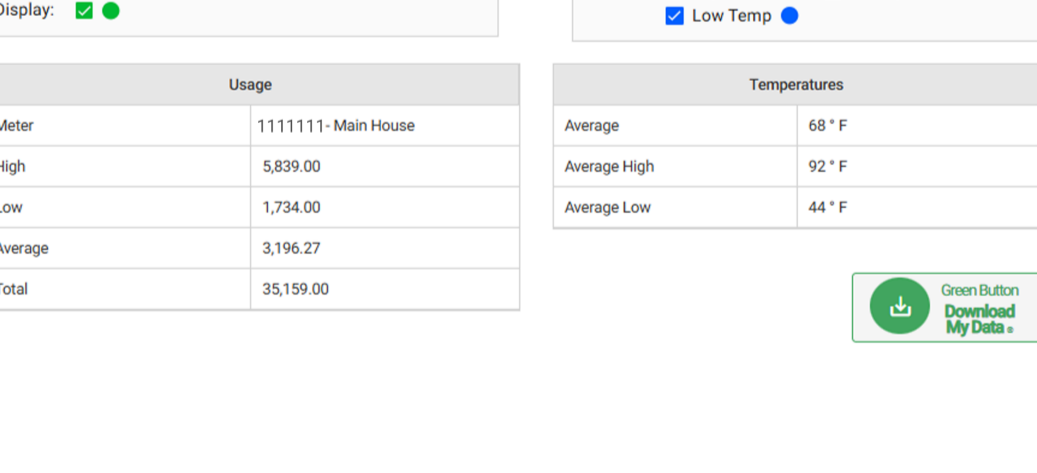 Display:
Low Temp
Usage
Meter 1111111- Main House
High 5,839.00
Low 1,734.00
Average 3,196.27
Total 35,159.00
Temperatures
Average 68 ° F
Average High 92 ° F
Average Low 44 ° F
Green Button
Download
My Data ®